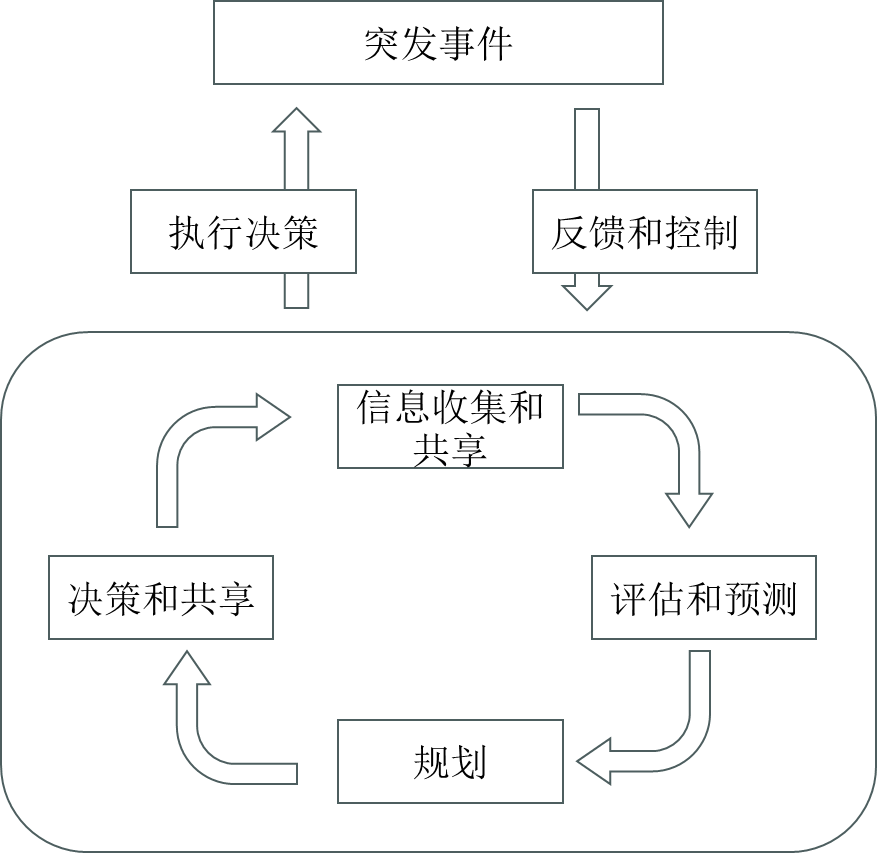 突发事件
执行决策
反馈和控制
信息收集和
共享
决策和共享
评估和预测
规划